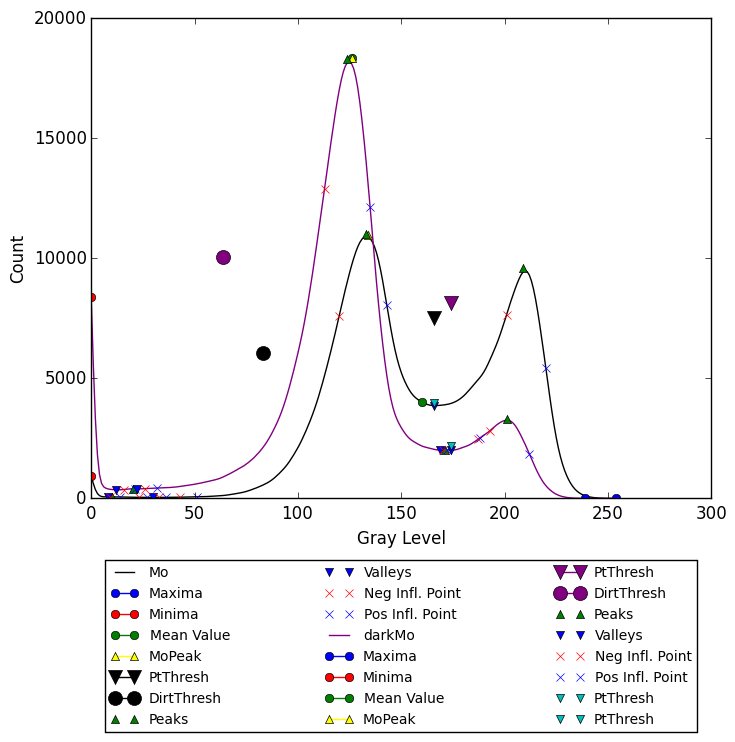 20000
15000
10000
5000
0
Count
0 50 100 150 200 250 300
Gray Level
Mo Valleys PtThresh
Maxima Neg Infl. Point DirtThresh
Minima Pos Infl. Point Peaks
Mean Value darkMo Valleys
MoPeak Maxima Neg Infl. Point
PtThresh Minima Pos Infl. Point
DirtThresh Mean Value PtThresh
Peaks MoPeak PtThresh